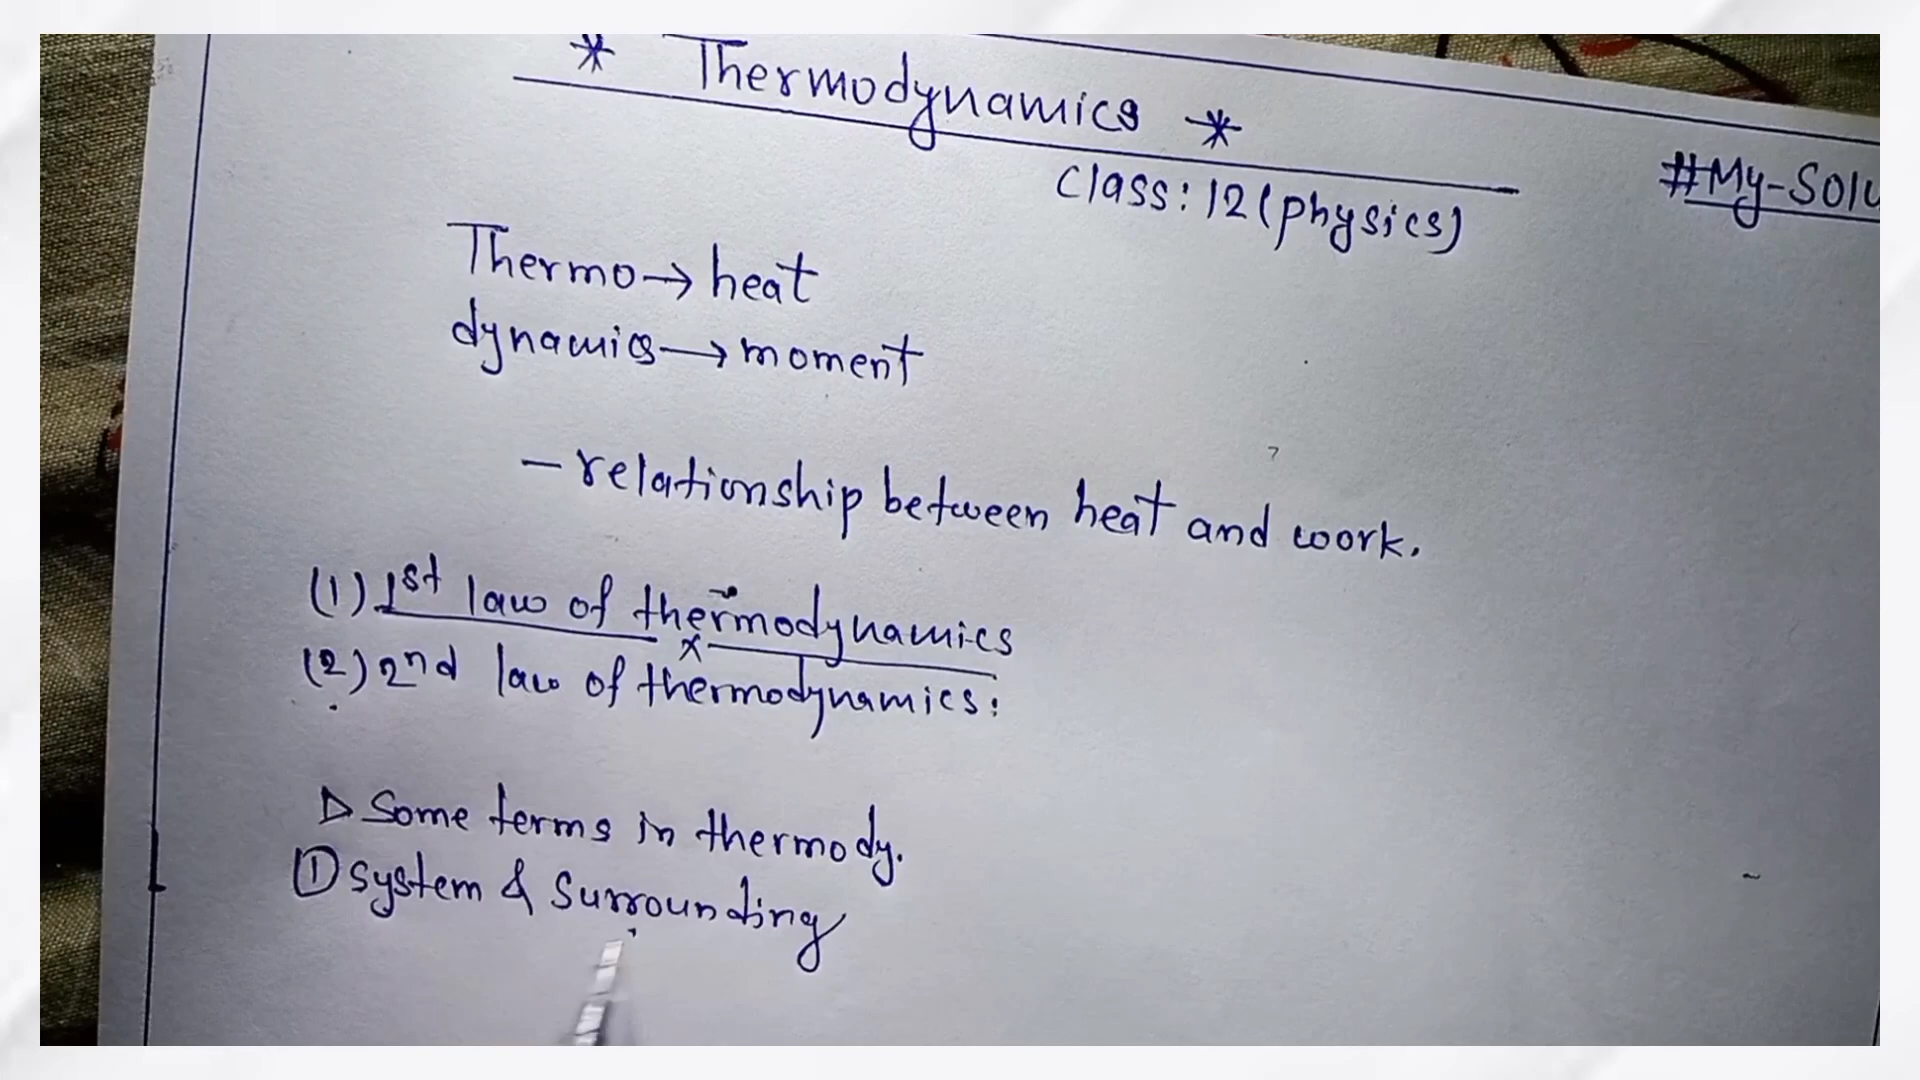 * Thermodynamics *
Class: 12 (physics)
#My-Solu
Thermo → heat
dynamics → moment
- relationship between heat and work.
(1) 1st law of thermodynamics
(2) 2nd law of thermodynamics:
▷ Some terms in thermody.
① system & surrounding